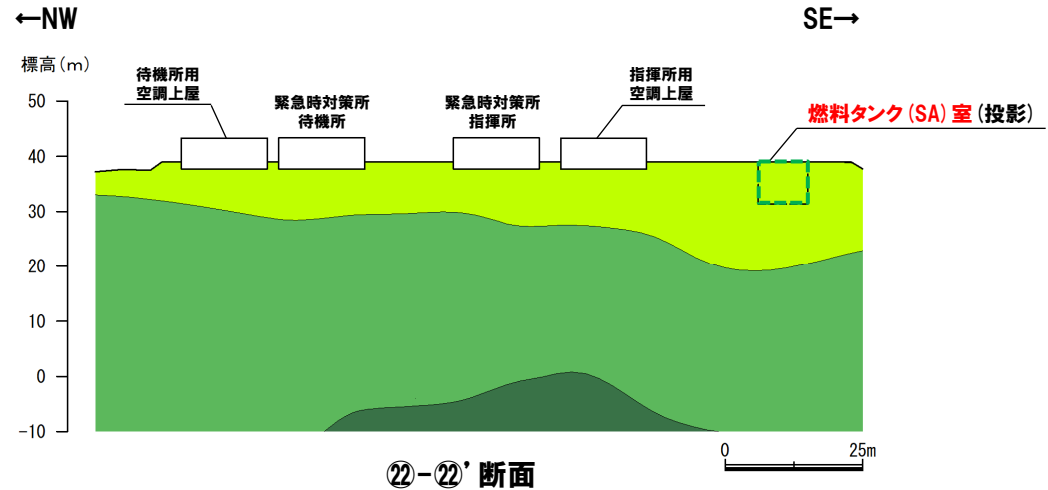 ←NW
SE→
標高(m)
待機所用
空調上屋
緊急時対策所
待機所
緊急時対策所
指揮所
指揮所用
空調上屋
燃料タンク(SA)室(投影)
50
40
30
20
10
0
-10
0
25m
㉒-㉒'断面